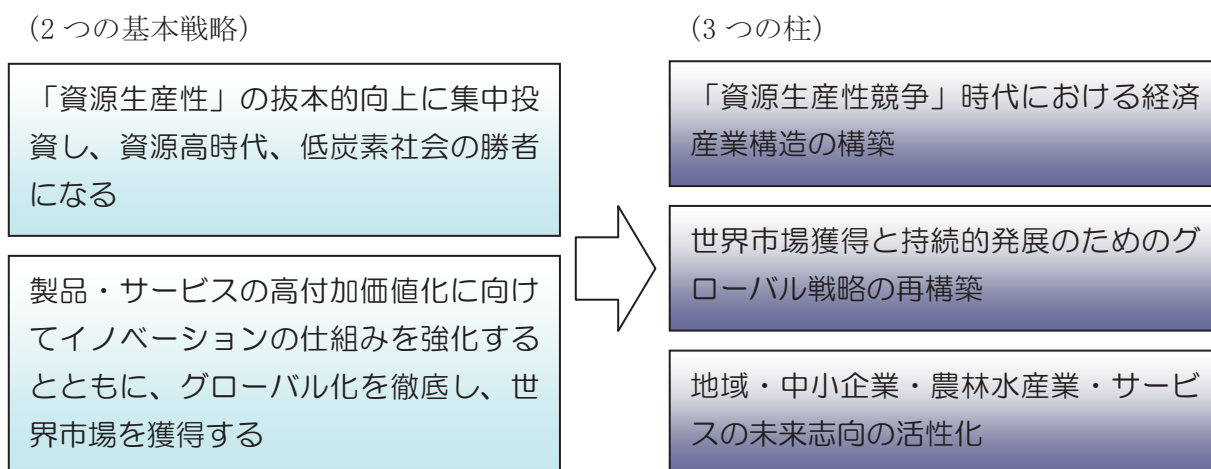 (2つの基本戦略)
「資源生産性」の抜本的向上に集中投
資し、資源高時代、低炭素社会の勝者
になる
製品・サービスの高付加価値化に向け
てイノベーションの仕組みを強化する
とともに、グローバル化を徹底し、世
界市場を獲得する
(3つの柱)
「資源生産性競争」時代における経済
産業構造の構築
世界市場獲得と持続的発展のためのグ
ローバル戦略の再構築
地域・中小企業・農林水産業・サービ
スの未来志向の活性化